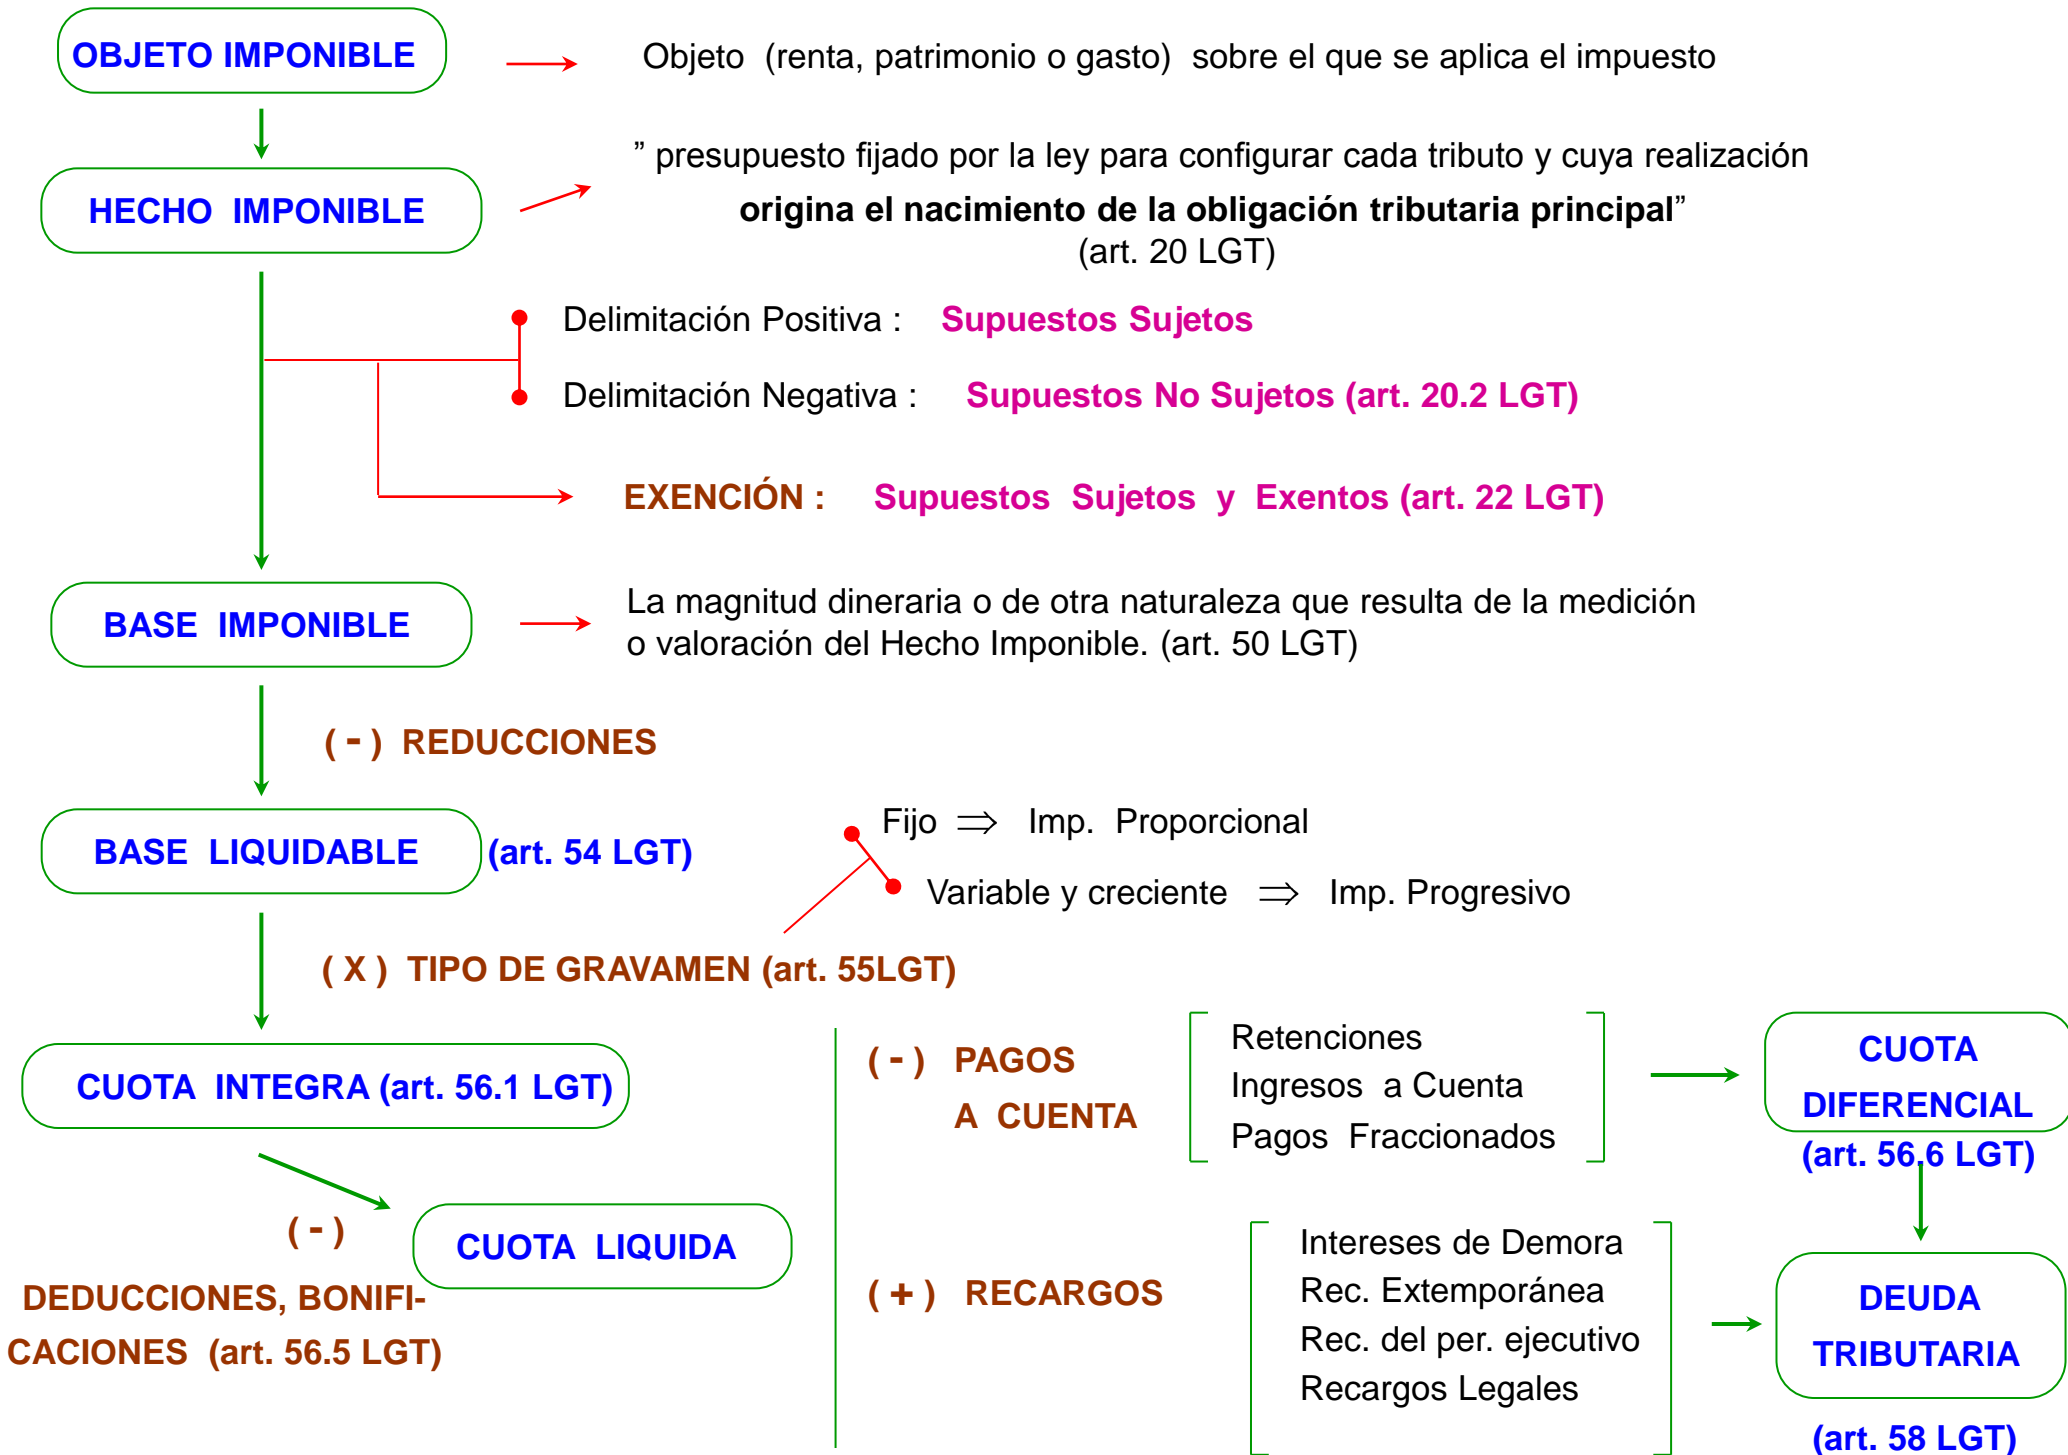 OBJETO IMPONIBLE
Objeto (renta, patrimonio o gasto) sobre el que se aplica el impuesto
HECHO IMPONIBLE
” presupuesto fijado por la ley para configurar cada tributo y cuya realización
origina el nacimiento de la obligación tributaria principal”
(art. 20 LGT)
Delimitación Positiva : Supuestos Sujetos
Delimitación Negativa : Supuestos No Sujetos (art. 20.2 LGT)
EXENCIÓN : Supuestos Sujetos y Exentos (art. 22 LGT)
BASE IMPONIBLE
La magnitud dineraria o de otra naturaleza que resulta de la medición
o valoración del Hecho Imponible. (art. 50 LGT)
( - ) REDUCCIONES
BASE LIQUIDABLE (art. 54 LGT)
Fijo ⇒ Imp. Proporcional
Variable y creciente ⇒ Imp. Progresivo
( X ) TIPO DE GRAVAMEN (art. 55LGT)
CUOTA INTEGRA (art. 56.1 LGT)
( - )
DEDUCCIONES, BONIFI-
CACIONES (art. 56.5 LGT)
CUOTA LIQUIDA
( - ) PAGOS
A CUENTA
Retenciones
Ingresos a Cuenta
Pagos Fraccionados
CUOTA
DIFERENCIAL
(art. 56.6 LGT)
( + ) RECARGOS
Intereses de Demora
Rec. Extemporánéa
Rec. del per. ejecutivo
Recargos Legales
DEUDA
TRIBUTARIA
(art. 58 LGT)